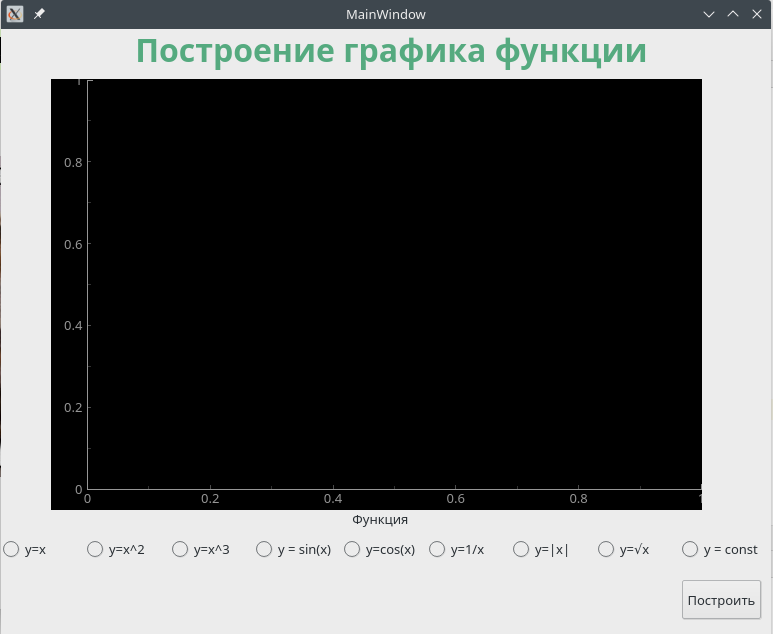 MainWindow
Построение графика функции
1
0.8
0.6
0.4
0.2
0
0 0.2 0.4 0.6 0.8 1
Функция
y=x y=x^2 y=x^3 y = sin(x) y=cos(x) y=1/x y=|x| y=√x y = const
Построить